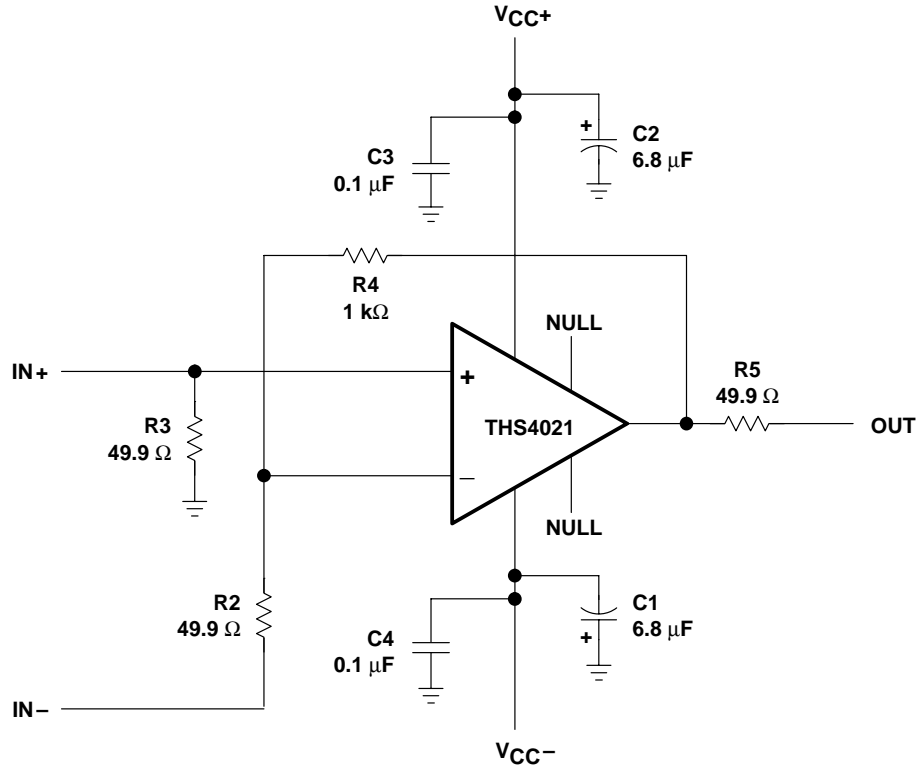 VCC+
C3
0.1 μF
+
C2
6.8 μF
R4
1 kΩ
NULL
IN+
+
R5
49.9 Ω
R3
49.9 Ω
THS4021
OUT
−
NULL
R2
49.9 Ω
C4
0.1 μF
C1
6.8 μF
+
IN−
VCC−